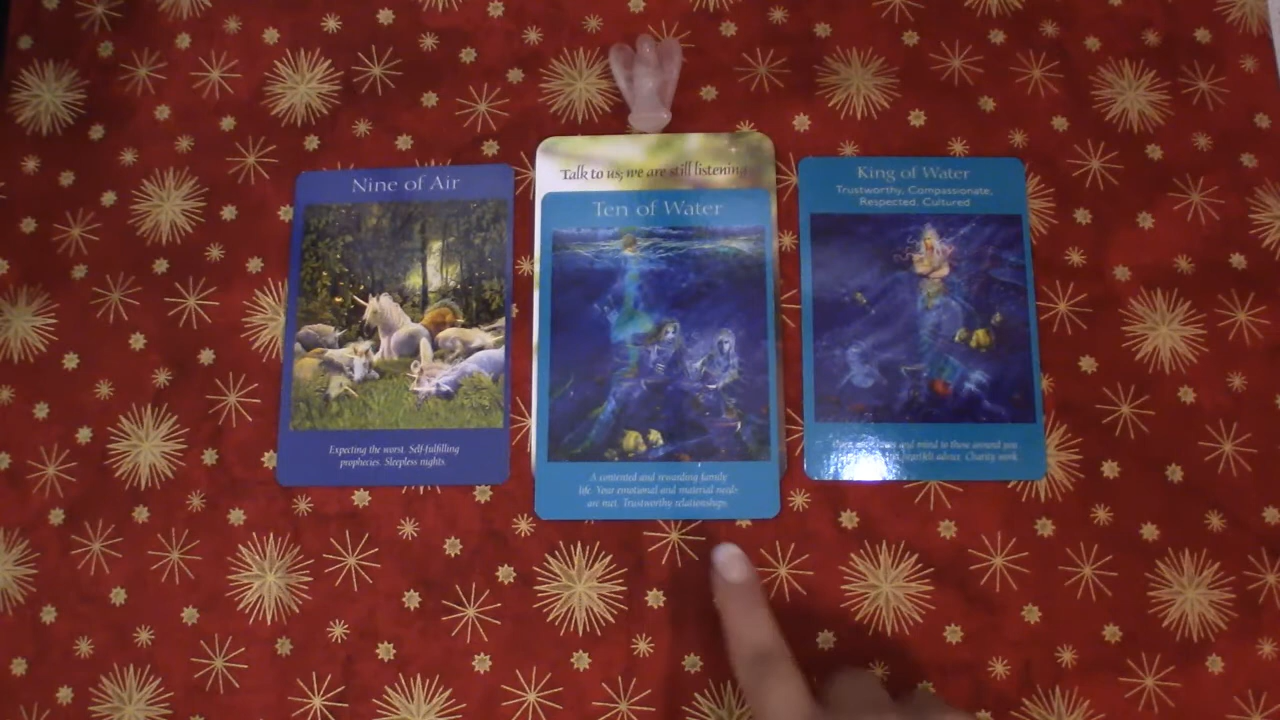 Nine of Air
Expecting the worst. Self-fulfilling
prophecies. Sleepless nights.
Talk to us; we are still listening
Ten of Water
A contented and rewarding family
life. Your emotional and material needs
are met. Trustworthy relationships.
King of Water
Trustworthy, Compassionate,
Respected, Cultured
and mind to those around you
heartfelt advice. Charity work.